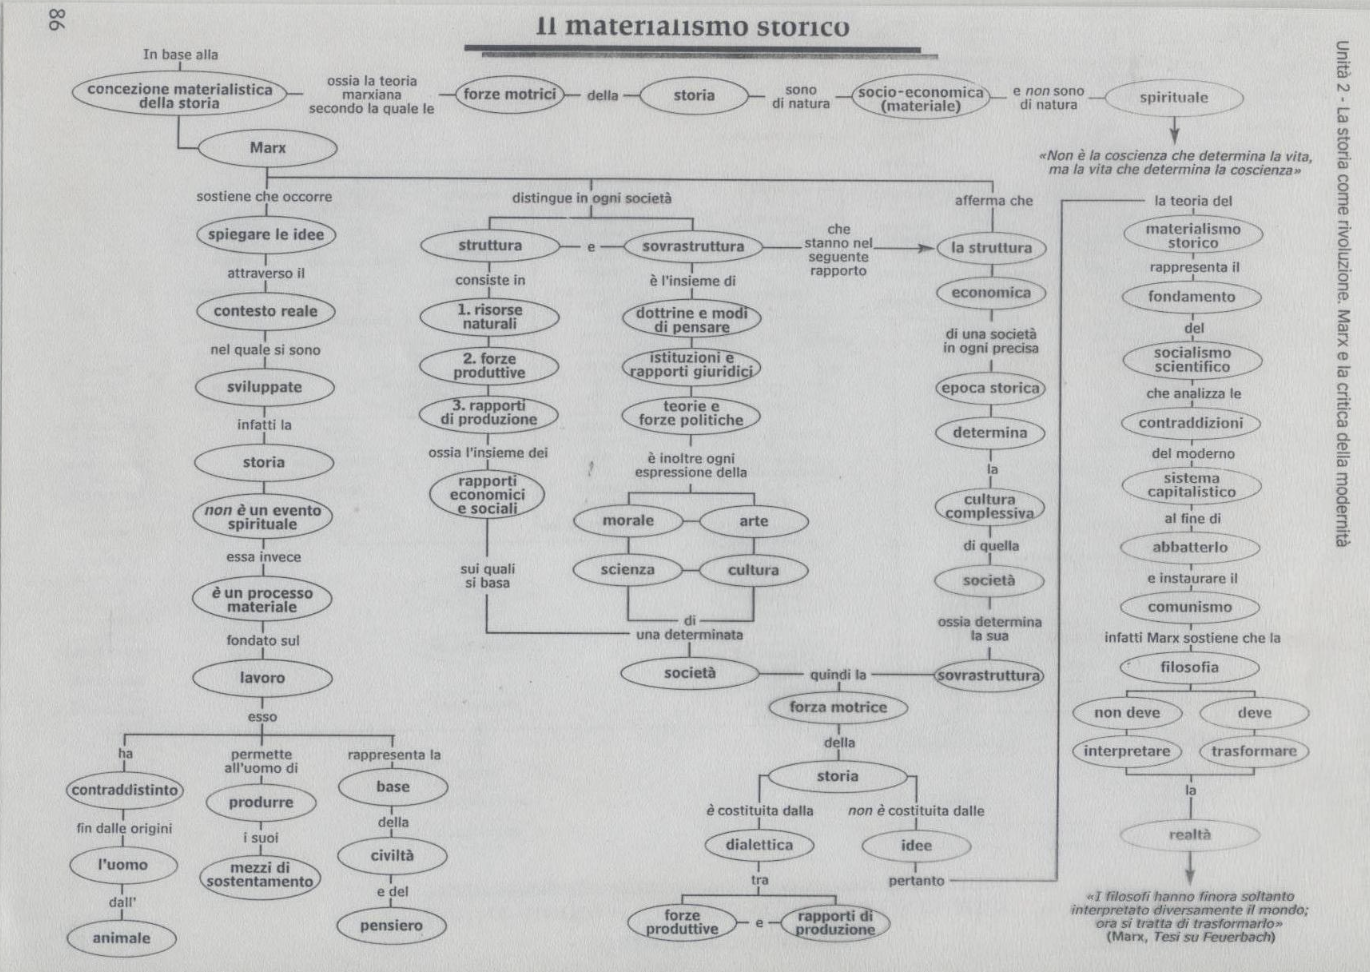 86
Il materialismo storico
Unità 2 - La storia come rivoluzione. Marx e la critica della modernità
In base alla
concezione materialistica
della storia
ossia la teoria
marxiana
secondo la quale le
forze motrici
della
storia
sono
di natura
socio-economica
(materiale)
e non sono
di natura
spirituale
«Non è la coscienza che determina la vita,
ma la vita che determina la coscienza»
Marx
sostiene che occorre
spiegare le idee
attraverso il
contesto reale
nel quale si sono
sviluppate
infatti la
storia
non è un evento
spirituale
essa invece
è un processo
materiale
fondato sul
lavoro
esso
ha
contraddistinto
fin dalle origini
l'uomo
dall'
animale
permette
all'uomo di
produrre
i suoi
mezzi di
sostentamento
rappresenta la
base
della
civiltà
e del
pensiero
distingue in ogni società
struttura
e
sovrastruttura
consiste in
1. risorse
naturali
2. forze
produttive
3. rapporti
di produzione
ossia l'insieme dei
rapporti
economici
e sociali
sui quali
si basa
è l'insieme di
dottrine e modi
di pensare
istituzioni e
rapporti giuridici
teorie e
forze politiche
è inoltre ogni
espressione della
morale
arte
scienza
cultura
di
una determinata
società
che
stanno nel
seguente
rapporto
afferma che
la struttura
economica
di una società
in ogni precisa
epoca storica
determina
la
cultura
complessiva
di quella
società
ossia determina
la sua
sovrastruttura
quindi la
forza motrice
della
storia
è costituita dalla
dialettica
tra
forze
produttive
e
rapporti di
produzione
non è costituita dalle
idee
pertanto
la teoria del
materialismo
storico
rappresenta il
fondamento
del
socialismo
scientifico
che analizza le
contraddizioni
del moderno
sistema
capitalistico
al fine di
abbatterlo
e instaurare il
comunismo
infatti Marx sostiene che la
filosofia
non deve
deve
interpretare
trasformare
la
realtà
«I filosofi hanno finora soltanto
interpretato diversamente il mondo;
ora si tratta di trasformarlo»
(Marx, Tesi su Feuerbach)